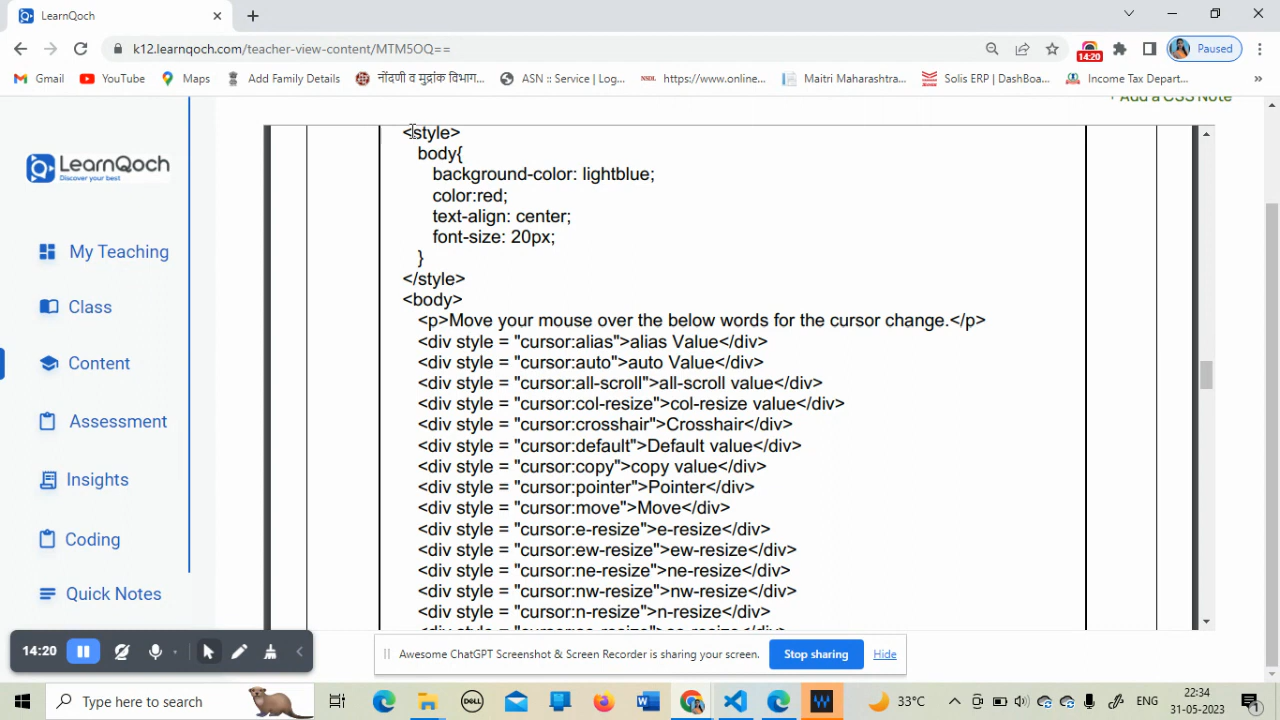 LearnQoch
k12.learnqoch.com/teacher-view-content/MTM5OQ==
14:20
Paused
Gmail
YouTube
Maps
Add Family Details
नोंदणी व मुद्रांक विभाग...
ASN :: Service | Log...
NSDL
https://www.online...
Maitri Maharashtra...
Solis ERP | DashBoa...
Income Tax Depart...
»
LearnQoch
Discover your best
My Teaching
Class
Content
Assessment
Insights
Coding
Quick Notes
+ Add a CSS Note
<style>
body{
background-color: lightblue;
color:red;
text-align: center;
font-size: 20px;
}
</style>
<body>
<p>Move your mouse over the below words for the cursor change.</p>
<div style = "cursor:alias">alias Value</div>
<div style = "cursor:auto">auto Value</div>
<div style = "cursor:all-scroll">all-scroll value</div>
<div style = "cursor:col-resize">col-resize value</div>
<div style = "cursor:crosshair">Crosshair</div>
<div style = "cursor:default">Default value</div>
<div style = "cursor:copy">copy value</div>
<div style = "cursor:pointer">Pointer</div>
<div style = "cursor:move">Move</div>
<div style = "cursor:e-resize">e-resize</div>
<div style = "cursor:ew-resize">ew-resize</div>
<div style = "cursor:ne-resize">ne-resize</div>
<div style = "cursor:nw-resize">nw-resize</div>
<div style = "cursor:n-resize">n-resize</div>
14:20
Awesome ChatGPT Screenshot & Screen Recorder is sharing your screen.
Stop sharing
Hide
Type here to search
DELL
33°C
ENG
22:34
31-05-2023
1